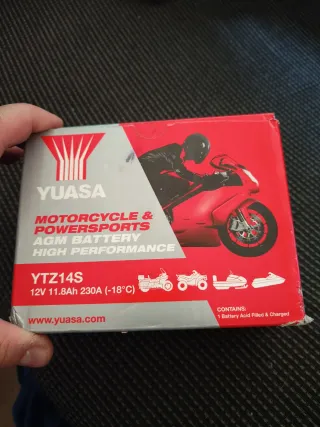 YUASA
MOTORCYCLE &
POWERSPORTS
AGM BATTERY
HIGH PERFORMANCE
YTZ14S
12V 11.8Ah 230A (-18°C)
www.yuasa.com
CONTAINS:
1 Battery Acid Filled & Charged